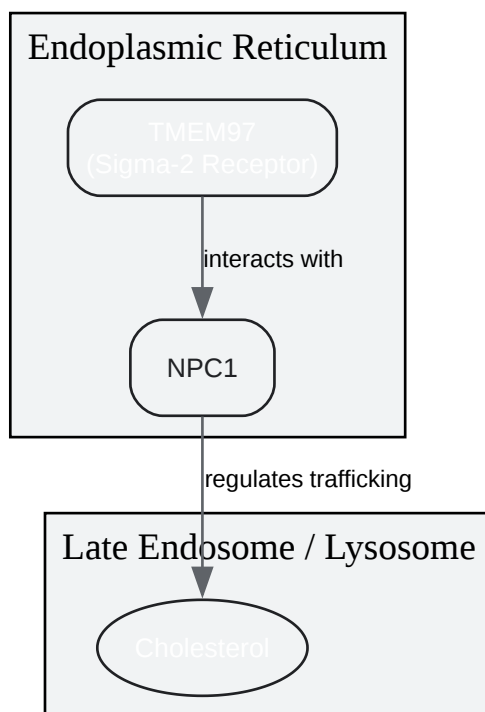 Endoplasmic Reticulum
TMEM97
(Sigma-2 Receptor)
interacts with
NPC1
regulates trafficking
Late Endosome / Lysosome
Cholesterol